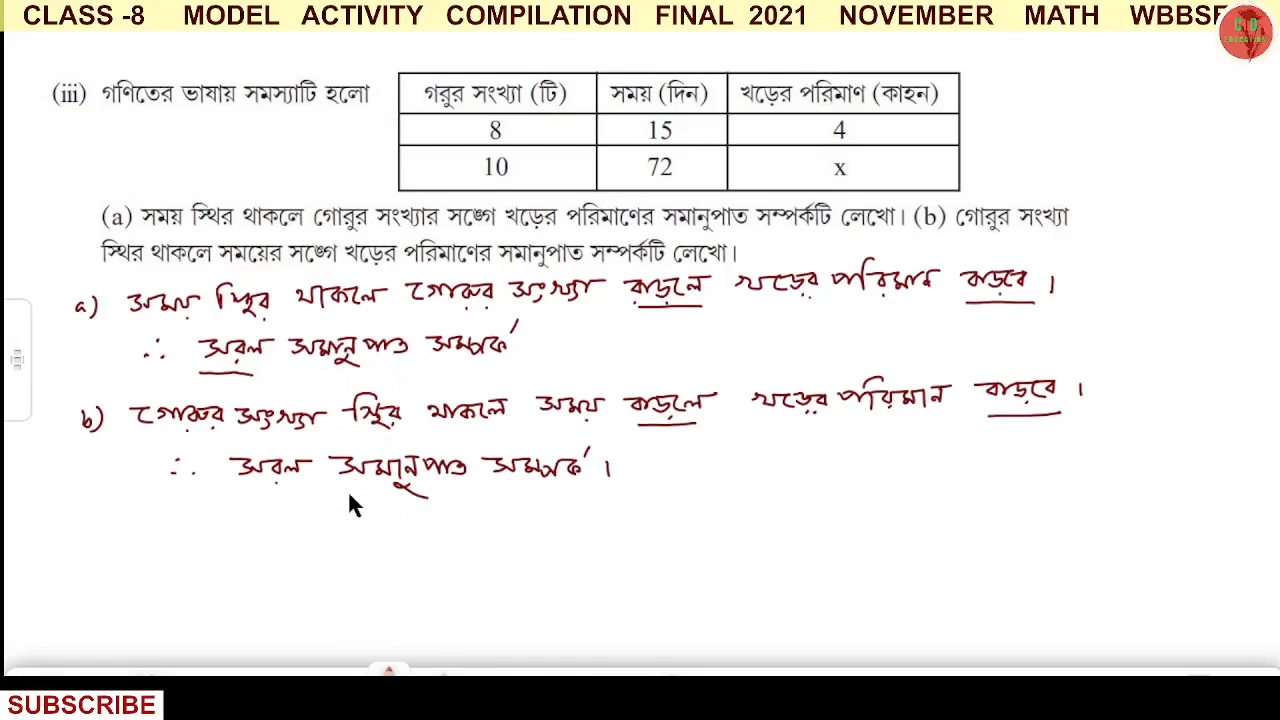 CLASS -8 MODEL ACTIVITY COMPILATION FINAL 2021 NOVEMBER MATH WBBSE
(iii) গণিতের ভাষায় সমস্যাটি হলো
গরুর সংখ্যা (টি) সময় (দিন) খড়ের পরিমাণ (কাহন)
8 15 4
10 72 x
(a) সময় স্থির থাকলে গোরুর সংখ্যার সঙ্গে খড়ের পরিমাণের সমানুপাত সম্পর্কটি লেখো। (b) গোরুর সংখ্যা
স্থির থাকলে সময়ের সঙ্গে খড়ের পরিমাণের সমানুপাত সম্পর্কটি লেখো।
a) সময় স্থির থাকলে গোরুর সংখ্যা বাড়লে খড়ের পরিমান বাড়বে।
∴ সরল সমানুপাত সম্পর্ক
b) গোরুর সংখ্যা স্থির থাকলে সময় বাড়লে খড়ের পরিমান বাড়বে।
∴ সরল সমানুপাত সম্পর্ক।
SUBSCRIBE